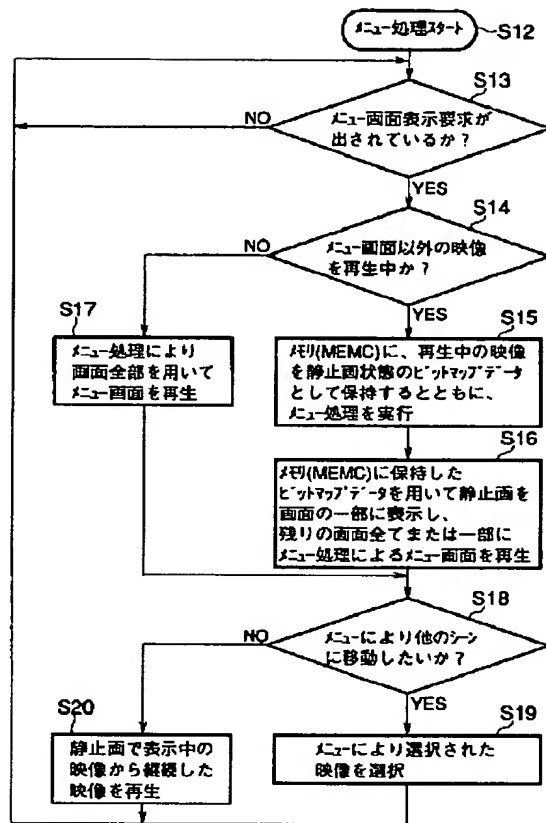 メニュー処理スタート
S12
S13
メニュー画面表示要求が
出されているか？
NO
YES
S14
メニュー画面以外の映像
を再生中か？
NO
YES
S17
メニュー処理により
画面全部を用いて
メニュー画面を再生
S15
メモリ(MEMC)に、再生中の映像
を静止画状態のビットマップデータ
として保持するとともに、
メニュー処理を実行
S16
メモリ(MEMC)に保持した
ビットマップデータを用いて静止画を
画面の一部に表示し、
残りの画面全てまたは一部に
メニュー処理によるメニュー画面を再生
S18
メニューにより他のシーン
に移動したいか？
NO
YES
S20
静止画で表示中の
映像から継続した
映像を再生
S19
メニューにより選択された
映像を選択